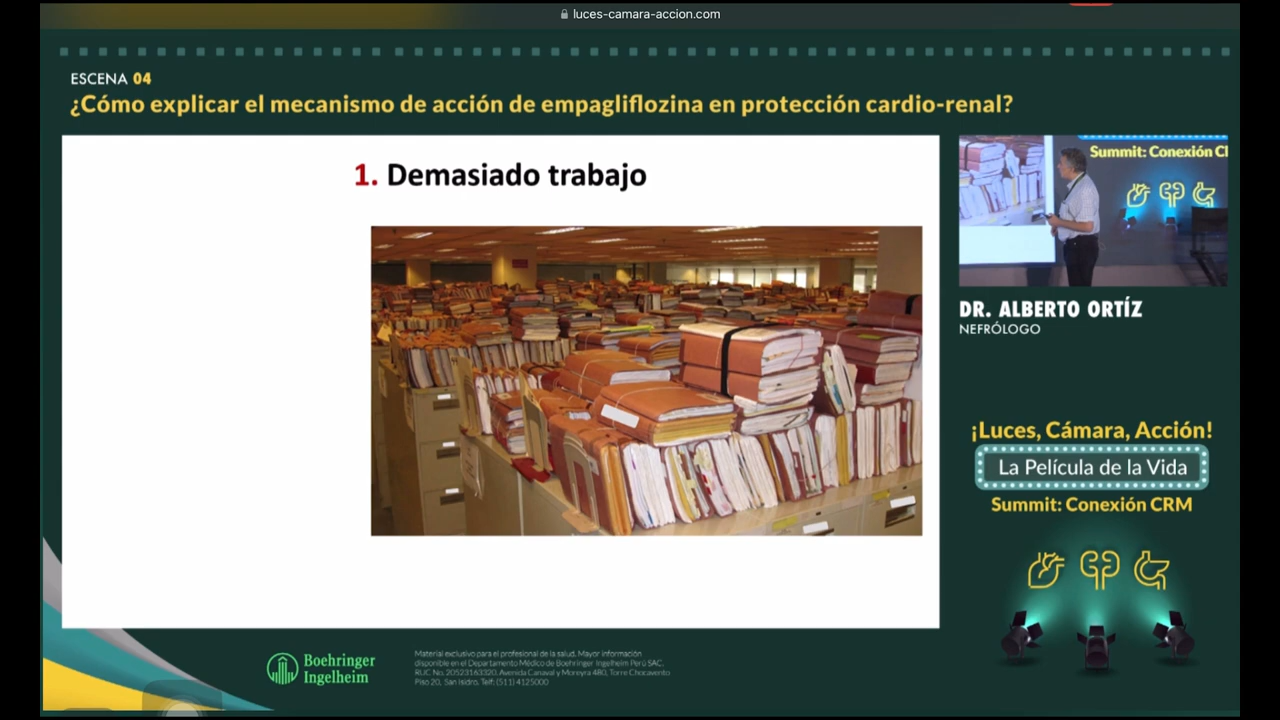 luces-camara-accion.com
ESCENA 04
¿Cómo explicar el mecanismo de acción de empagliflozina en protección cardio-renal?
1. Demasiado trabajo
Summit: Conexión CI
DR. ALBERTO ORTÍZ
NEFRÓLOGO
¡Luces, Cámara, Acción!
La Película de la Vida
Summit: Conexión CRM
Boehringer
Ingelheim
Material exclusivo para el profesional de la salud. Mayor información
disponible en el Departamento Médico de Boehringer Ingelheim Perú SAC.
RUC No. 20523163320. Avenida Canaval y Moreyra 480, Torre Chocavento
Piso 20, San Isidro. Telf: (511) 4125000